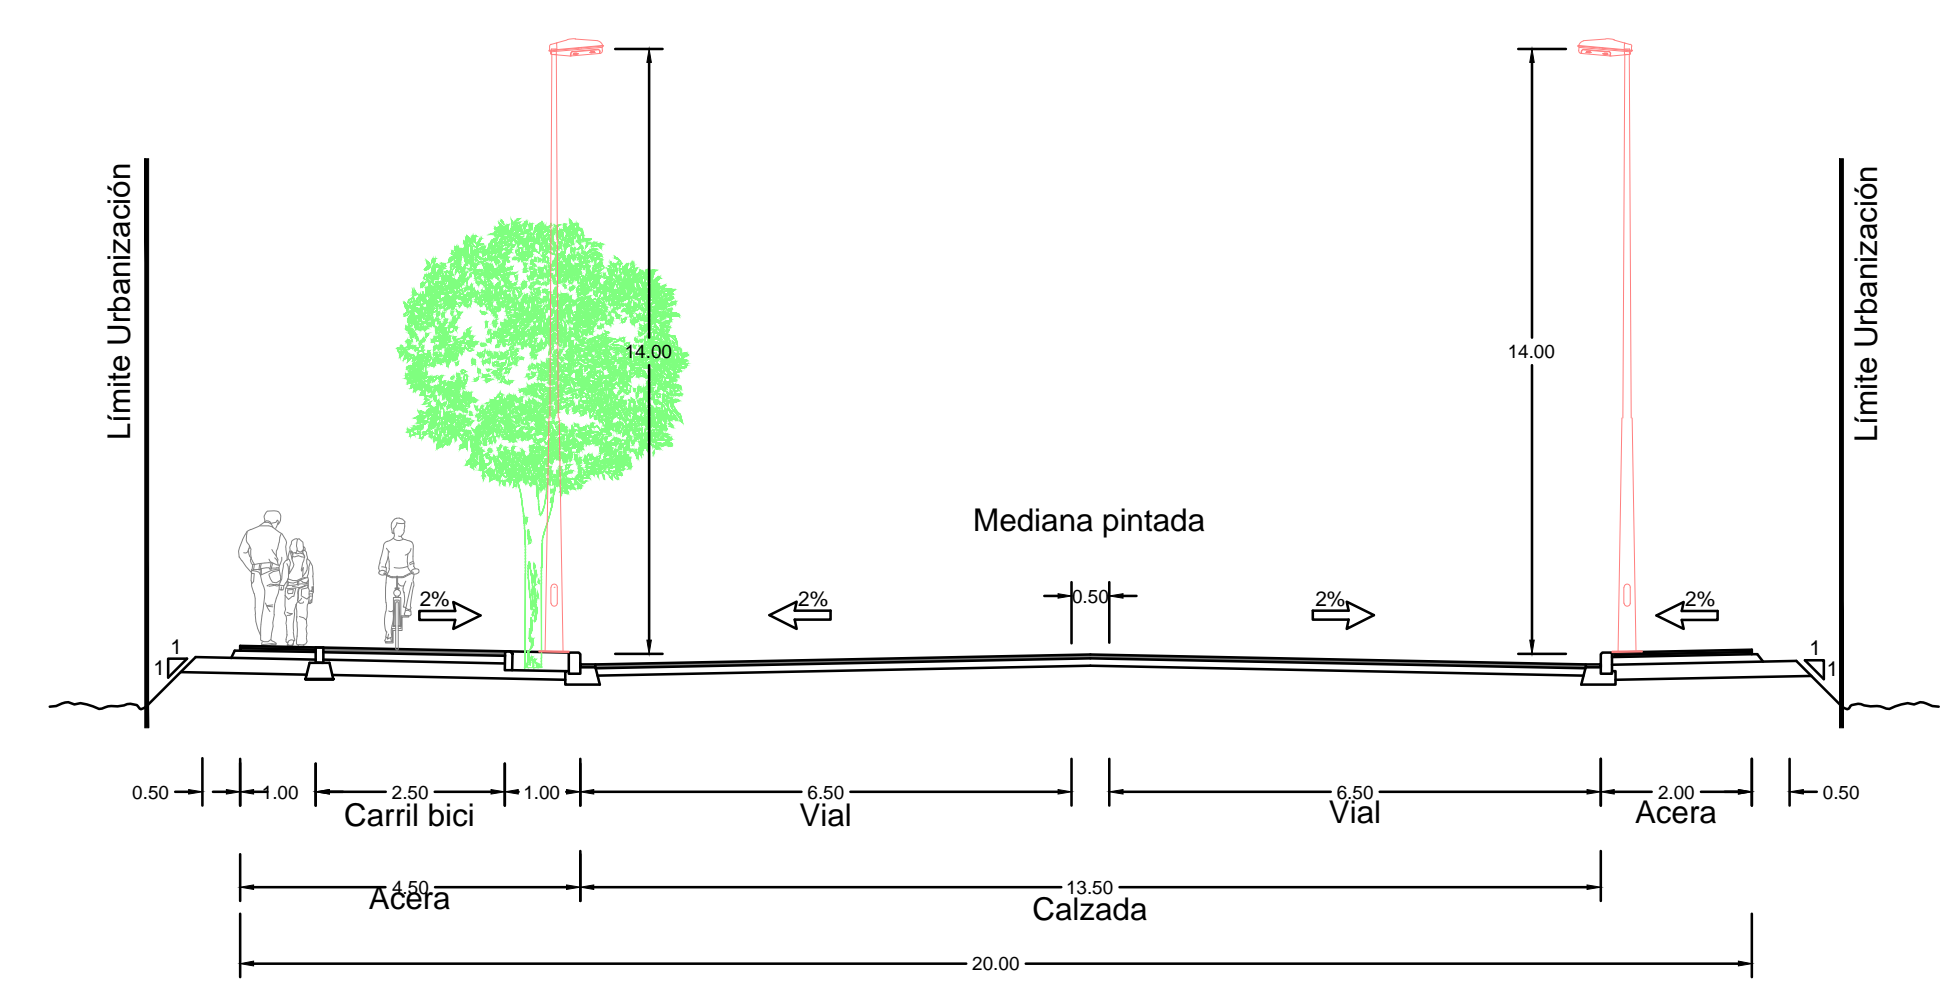 Límite Urbanización
Límite Urbanización
14.00
14.00
Mediana pintada
0.50
2%
2%
2%
2%
1
1
1
1
0.50
1.00
2.50
1.00
6.50
6.50
2.00
0.50
Carril bici
Vial
Vial
Acera
4.50
Acera
13.50
Calzada
20.00